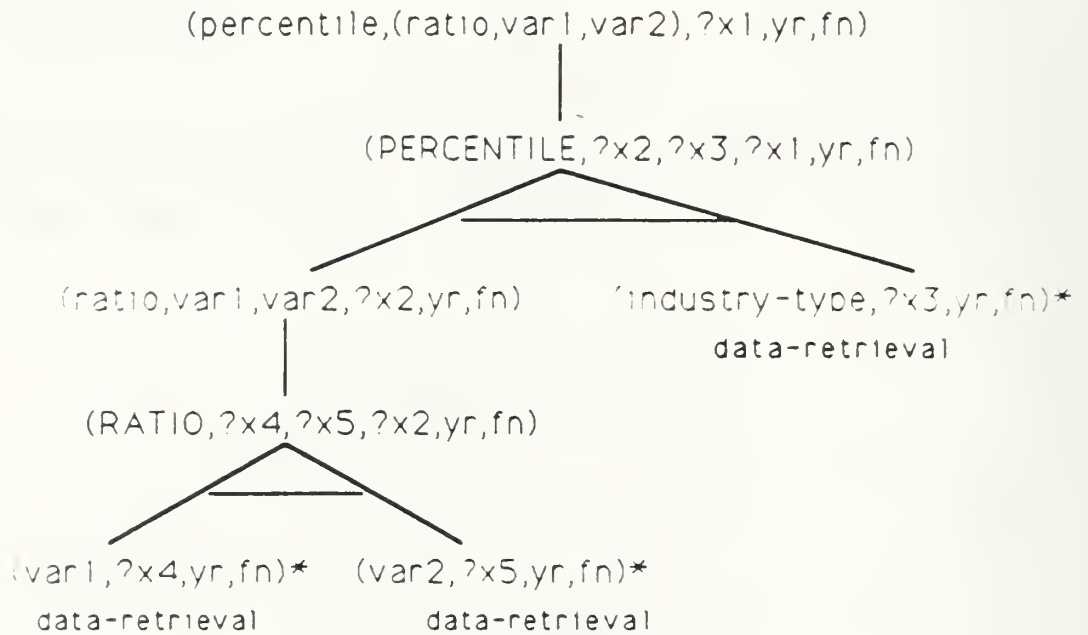 (percentile,(ratio,var1,var2),?x1,yr,fn)
(PERCENTILE,?x2,?x3,?x1,yr,fn)
(ratio,var1,var2,?x2,yr,fn) (industry-type,?x3,yr,fn)*
data-retrieval
(RATIO,?x4,?x5,?x2,yr,fn)
(var1,?x4,yr,fn)* (var2,?x5,yr,fn)*
data-retrieval data-retrieval